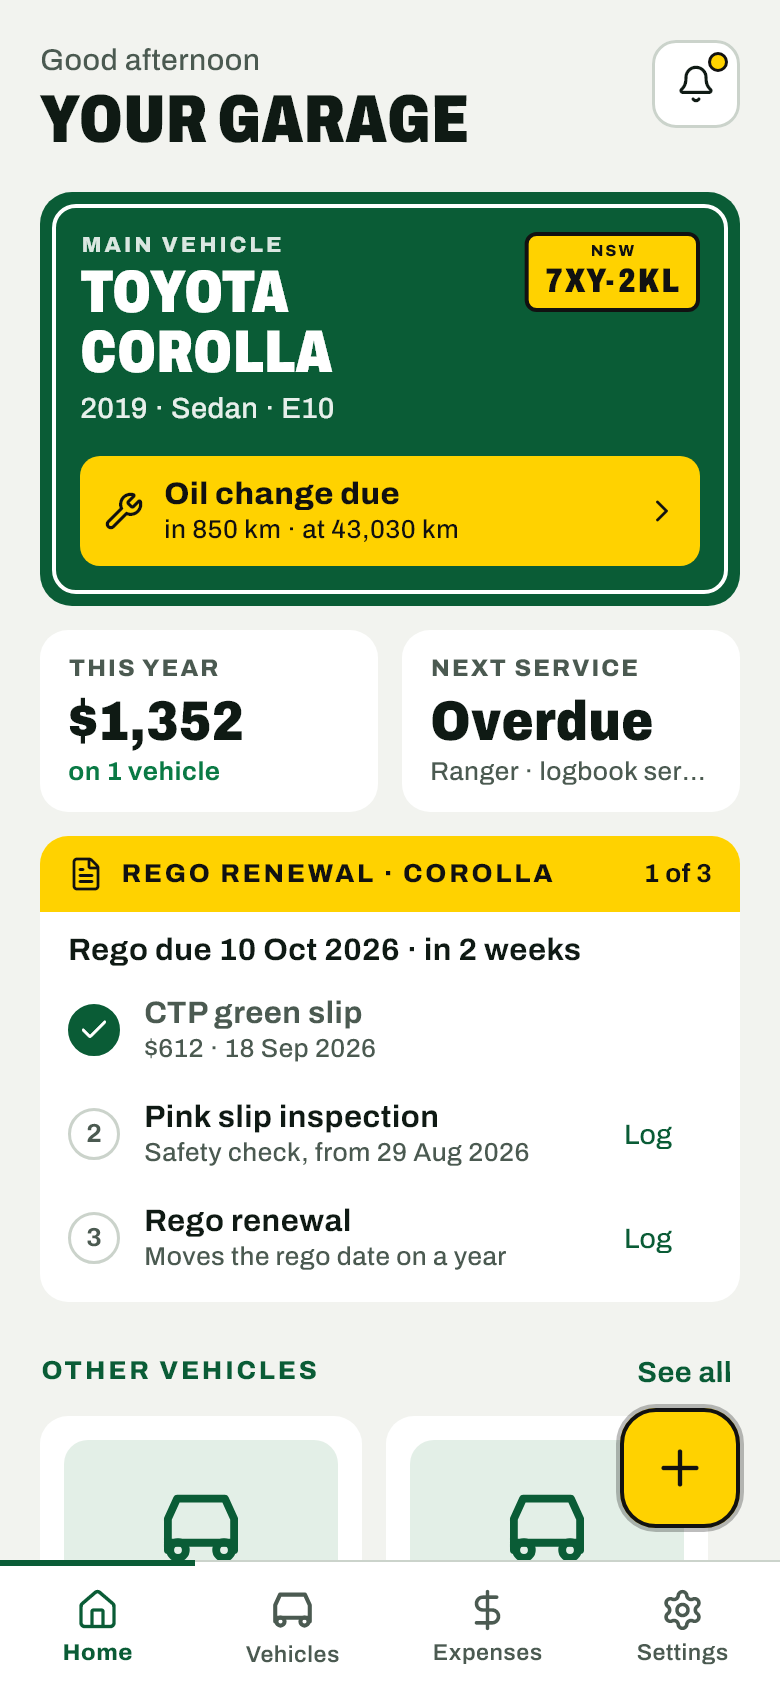 Good afternoon
YOUR GARAGE
MAIN VEHICLE
TOYOTA
COROLLA
NSW
7XY-2KL
2019 · Sedan · E10
Oil change due
in 850 km · at 43,030 km
THIS YEAR
$1,352
on 1 vehicle
NEXT SERVICE
Overdue
Ranger · logbook ser...
REGO RENEWAL · COROLLA
1 of 3
Rego due 10 Oct 2026 · in 2 weeks
CTP green slip
$612 · 18 Sep 2026
2
Pink slip inspection
Safety check, from 29 Aug 2026
Log
3
Rego renewal
Moves the rego date on a year
Log
OTHER VEHICLES
See all
Home
Vehicles
Expenses
Settings